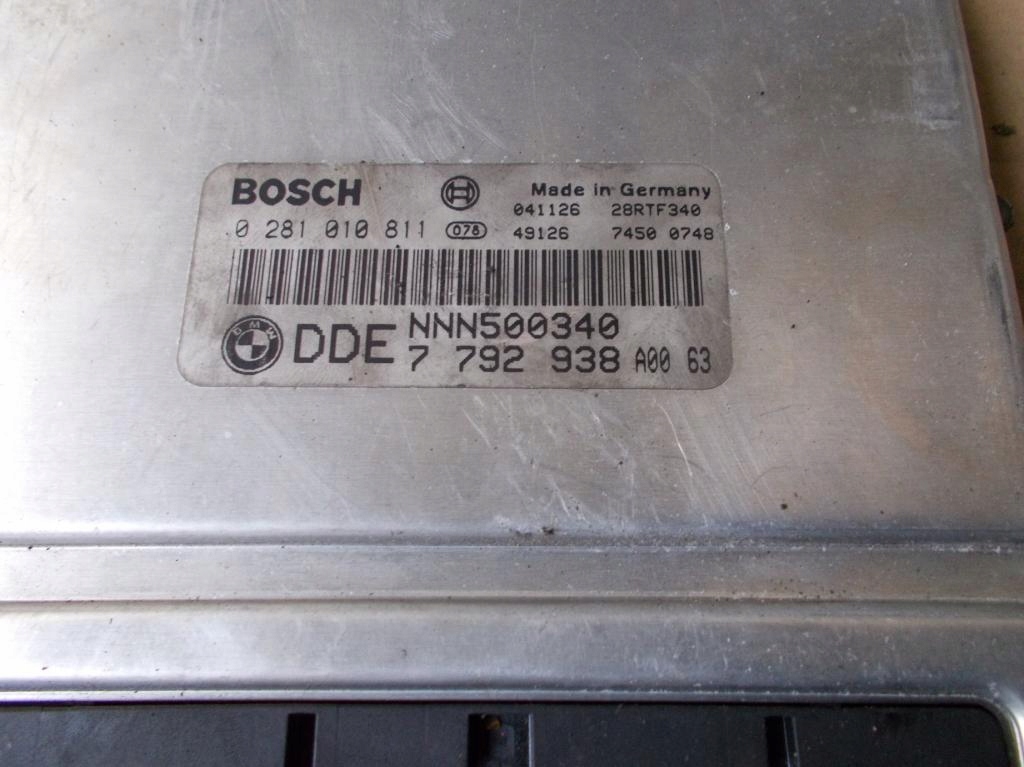 BOSCH Made in Germany
041126 28RTF340
0 281 010 811 078 49126 7450 0748
BMW DDE NNN500340
7 792 938 A00 63